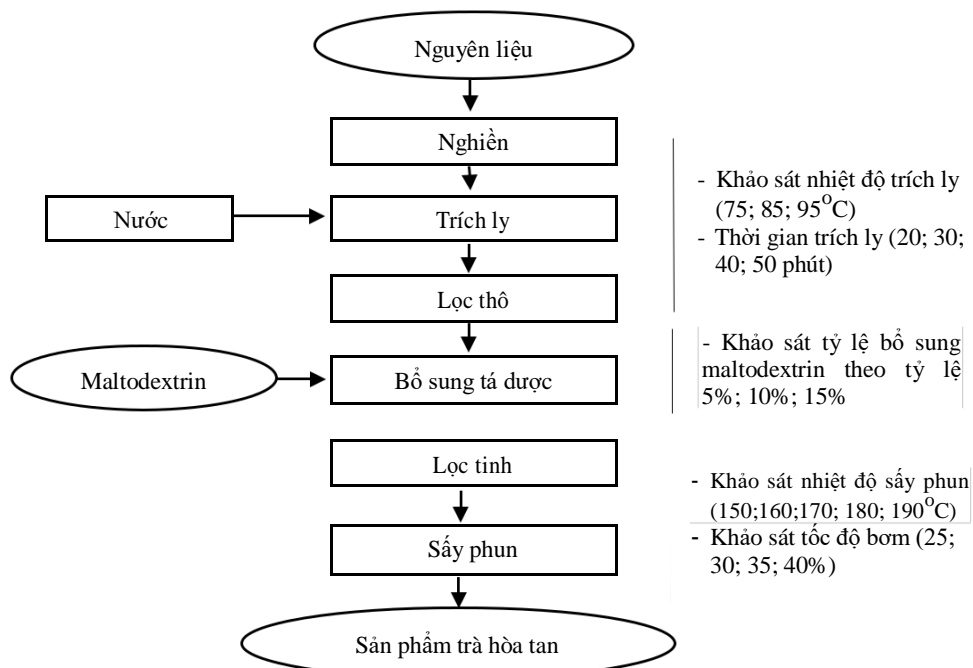 Nguyên liệu
Nghiền
Nước
Trích ly
- Khảo sát nhiệt độ trích ly
(75; 85; 95°C)
- Thời gian trích ly (20; 30;
40; 50 phút)
Lọc thô
Maltodextrin
Bổ sung tá dược
- Khảo sát tỷ lệ bổ sung
maltodextrin theo tỷ lệ
5%; 10%; 15%
Lọc tinh
Sấy phun
- Khảo sát nhiệt độ sấy phun
(150;160;170; 180; 190°C)
- Khảo sát tốc độ bơm (25;
30; 35; 40%)
Sản phẩm trà hòa tan